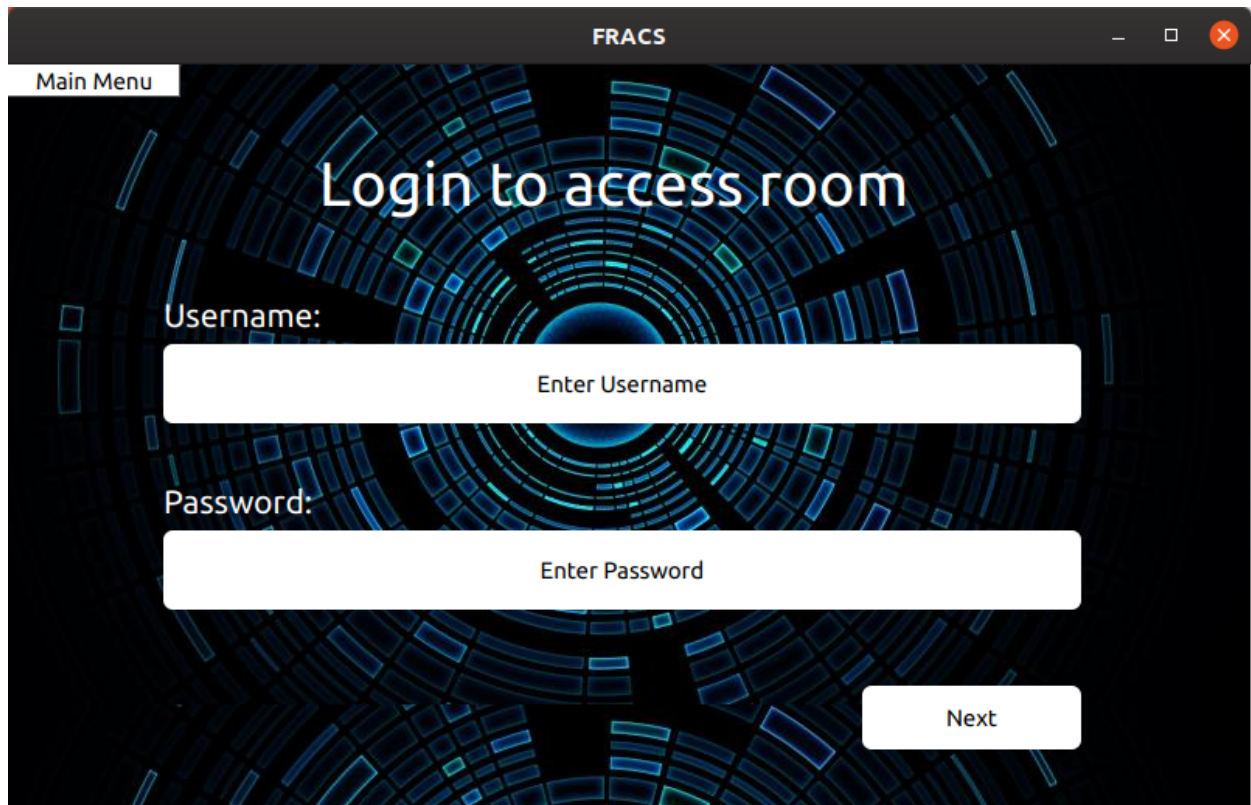 FRACS
Main Menu
Login to access room
Username:
Enter Username
Password:
Enter Password
Next